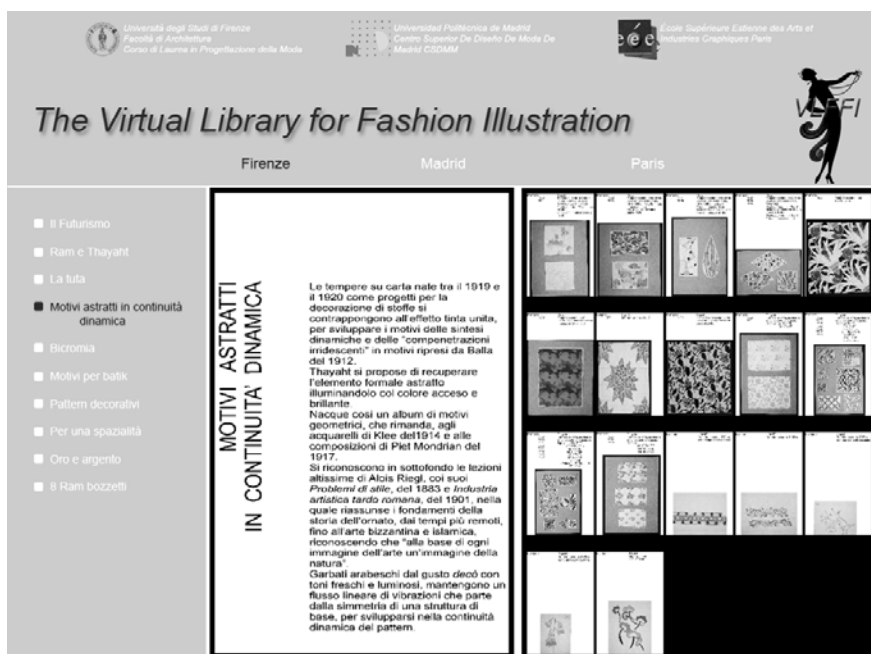 Università degli Studi di Firenze
Facoltà di Architettura
Corso di Laurea in Progettazione della Moda
Universidad Politécnica de Madrid
Centro Superior De Diseño De Moda De
Madrid CSDMM
eée
École Supérieure Estienne des Arts et
Industries Graphiques Paris
The Virtual Library for Fashion Illustration
VLFFI
Firenze
Madrid
Paris
Il Futurismo
Ram e Thayaht
La tuta
Motivi astratti in continuità
dinamica
Bicromia
Motivi per batik
Pattern decorativi
Per una spazialità
Oro e argento
8 Ram bozzetti
MOTIVI ASTRATTI
IN CONTINUITA' DINAMICA
Le tempere su carta nate tra il 1919 e
il 1920 come progetti per la
decorazione di stoffe si
contrappongono all'effetto tinta unita,
per sviluppare i motivi delle sintesi
dinamiche e delle "compenetrazioni
irridescenti" in motivi ripresi da Balla
del 1912.
Thayaht si propone di recuperare
l'elemento formale astratto
illuminandolo col colore acceso e
brillante.
Nacque così un album di motivi
geometrici, che rimanda, agli
acquarelli di Klee del1914 e alle
composizioni di Piet Mondrian del
1917.
Si riconoscono in sottofondo le lezioni
altissime di Alois Riegl, coi suoi
Problemi di stile, del 1883 e Industria
artistica tardo romana, del 1901, nella
quale riassunse i fondamenti della
storia dell'ornato, dai tempi più remoti,
fino all'arte bizzantina e islamica,
riconoscendo che "alla base di ogni
immagine dell'arte un'immagine della
natura".
Garbati arabeschi dal gusto decò con
toni freschi e luminosi, mantengono un
flusso lineare di vibrazioni che parte
dalla simmetria di una struttura di
base, per svilupparsi nella continuità
dinamica del pattern.